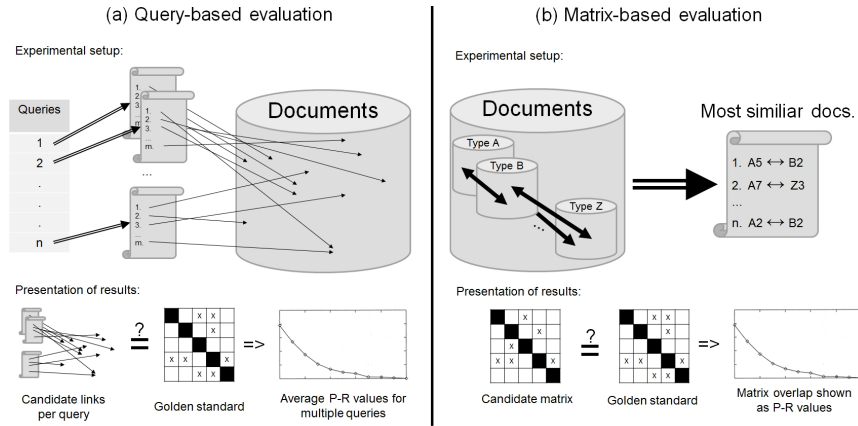 (a) Query-based evaluation
Experimental setup:
Queries
1
2
.
.
.
n
1.
2.
3.
...
m.
1.
2.
3.
...
m.
...
1.
2.
3.
...
m.
Documents
Presentation of results:
Candidate links
per query
?
=
x x
x
x x x
x x
Golden standard
=>
Average P-R values for
multiple queries
(b) Matrix-based evaluation
Experimental setup:
Documents
Type A
Type B
...
Type Z
Most similiar docs.
1. A5 ↔ B2
2. A7 ↔ Z3
...
n. A2 ↔ B2
Presentation of results:
x
x
x x x
x
Candidate matrix
?
=
x x
x
x x x
x x
Golden standard
=>
Matrix overlap shown
as P-R values